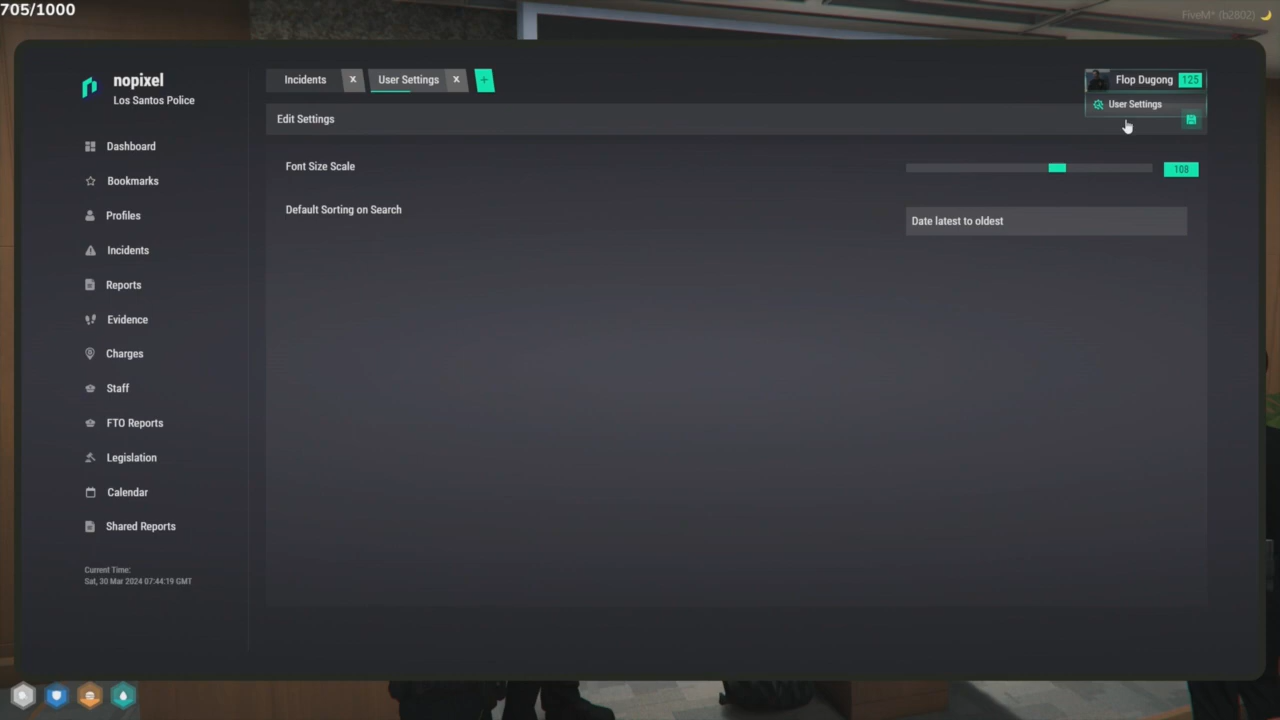 705/1000
FiveM* (b2802)
nopixel
Los Santos Police
Incidents
x
User Settings
x
+
Flop Dugong 125
User Settings
Edit Settings
Dashboard
Bookmarks
Profiles
Incidents
Reports
Evidence
Charges
Staff
FTO Reports
Legislation
Calendar
Shared Reports
Current Time:
Sat, 30 Mar 2024 07:44:19 GMT
Font Size Scale
108
Default Sorting on Search
Date latest to oldest